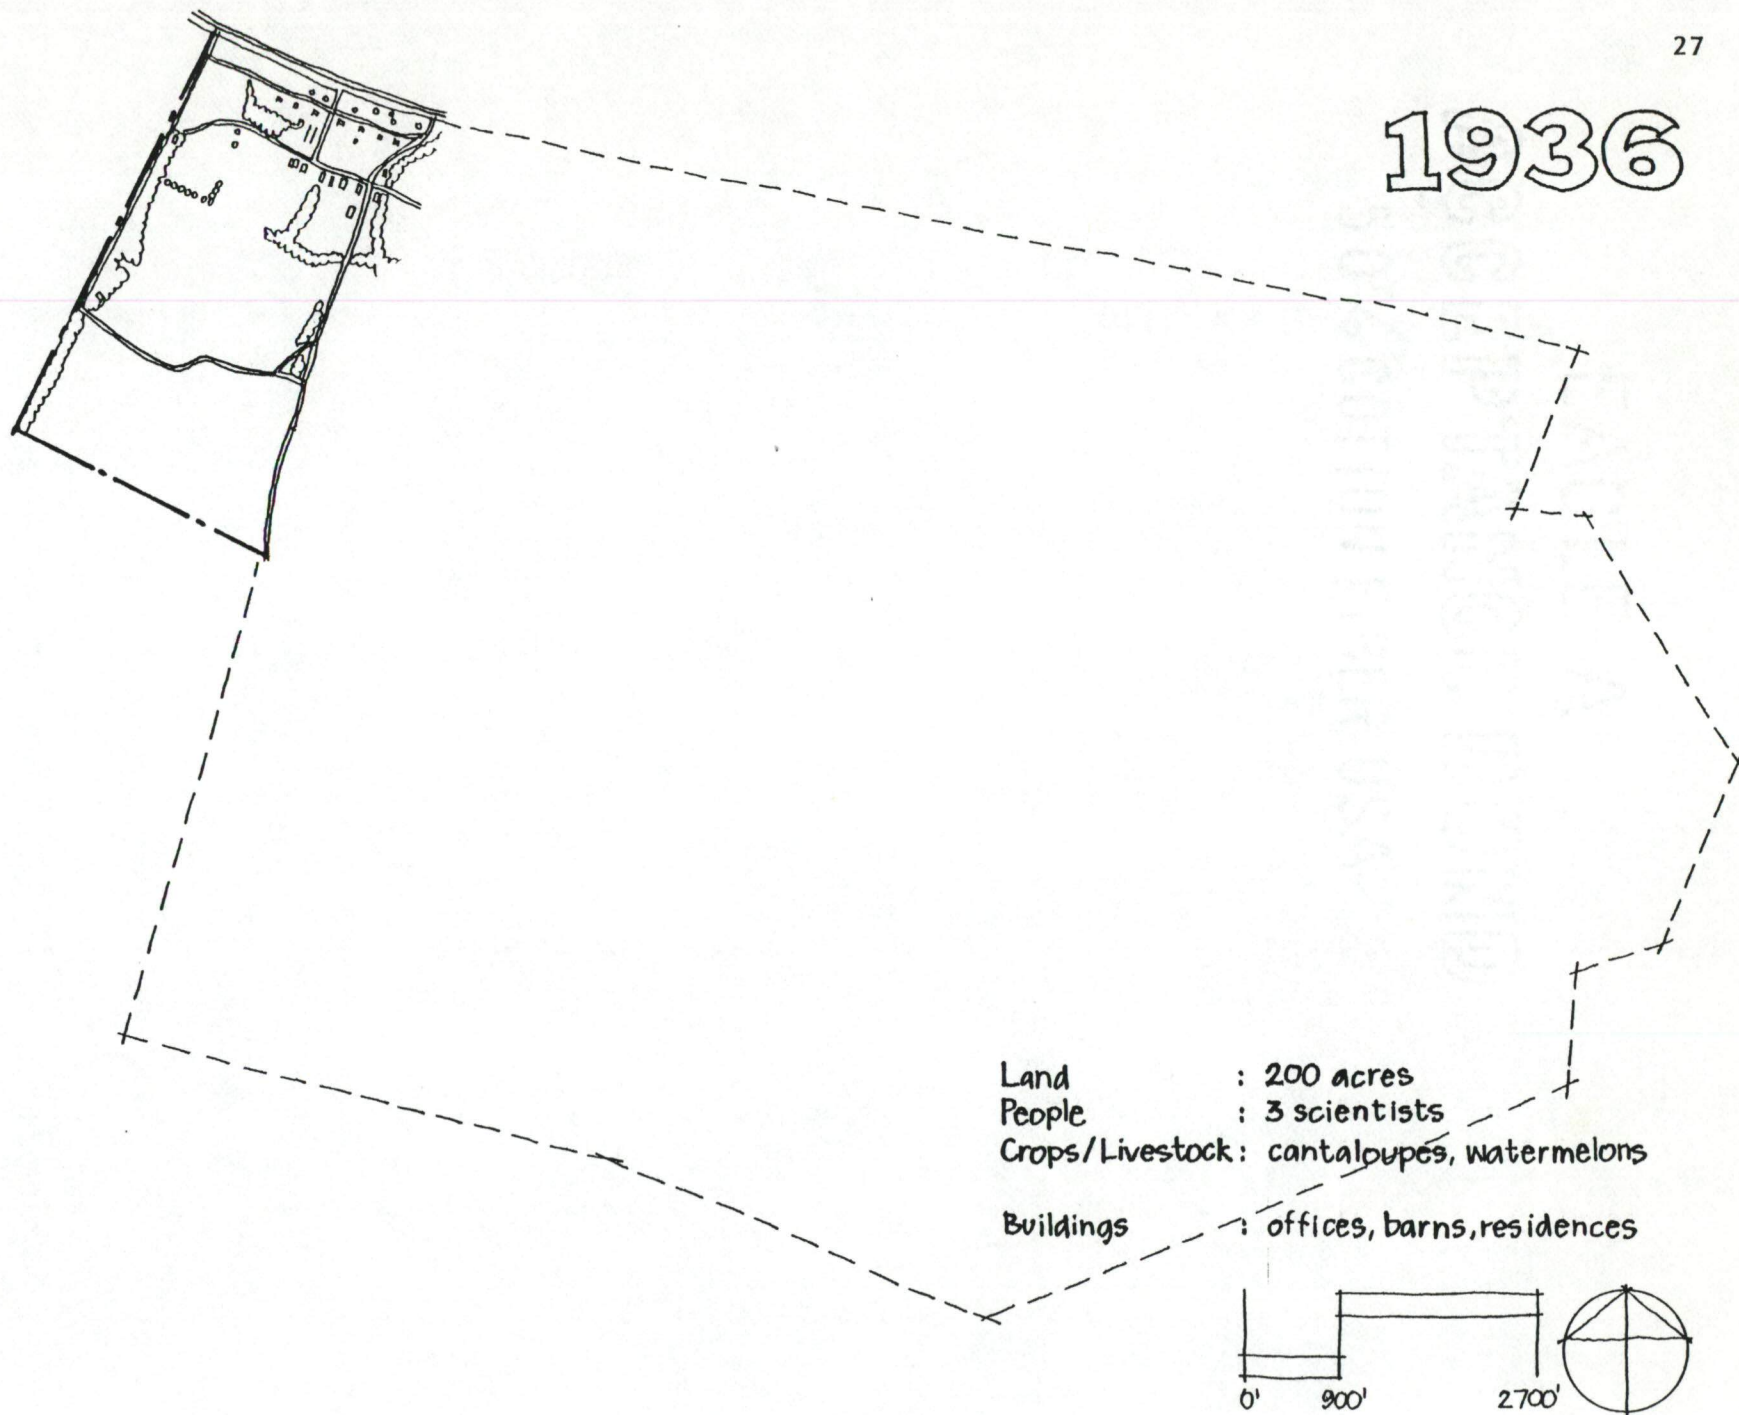 27
1936
Land : 200 acres
People : 3 scientists
Crops/Livestock : cantaloupes, watermelons
Buildings : offices, barns, residences
0' 900' 2700'